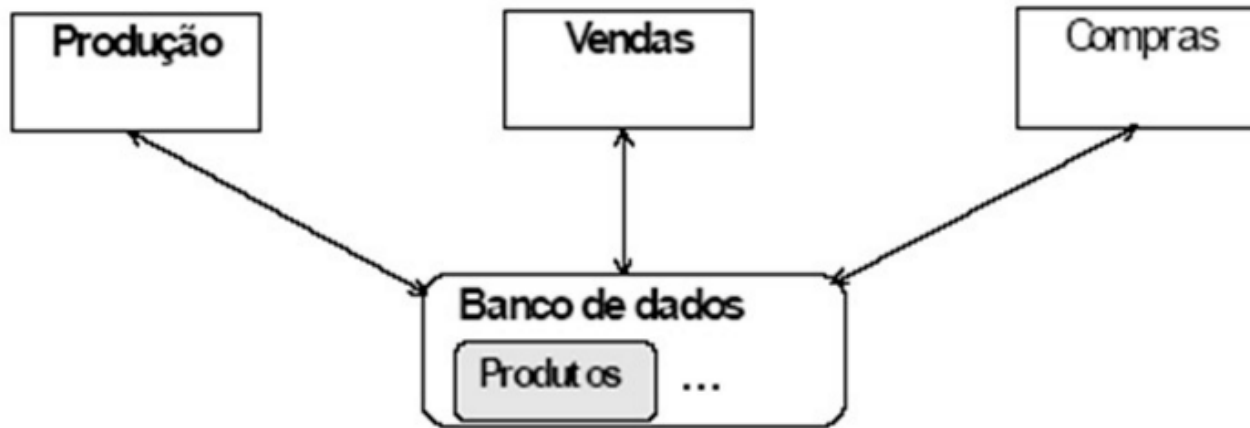 Produção
Vendas
Compras
Banco de dados
Produtos ...